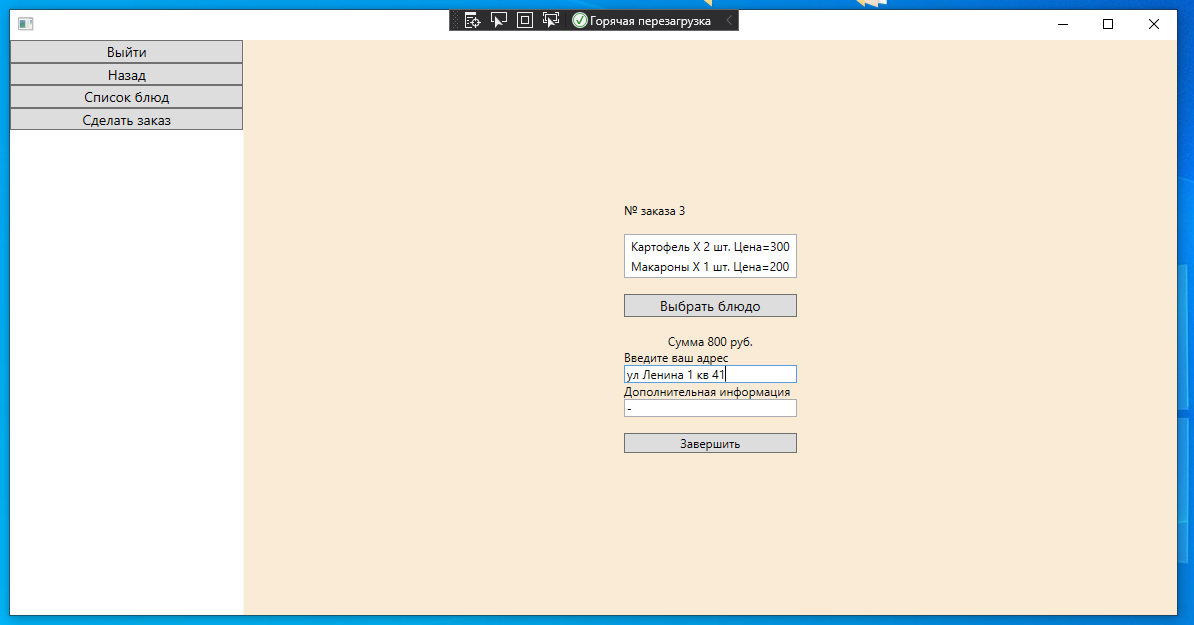 Горячая перезагрузка
Выйти
Назад
Список блюд
Сделать заказ
№ заказа 3
Картофель X 2 шт. Цена=300
Макароны X 1 шт. Цена=200
Выбрать блюдо
Сумма 800 руб.
Введите ваш адрес
ул Ленина 1 кв 41
Дополнительная информация
-
Завершить